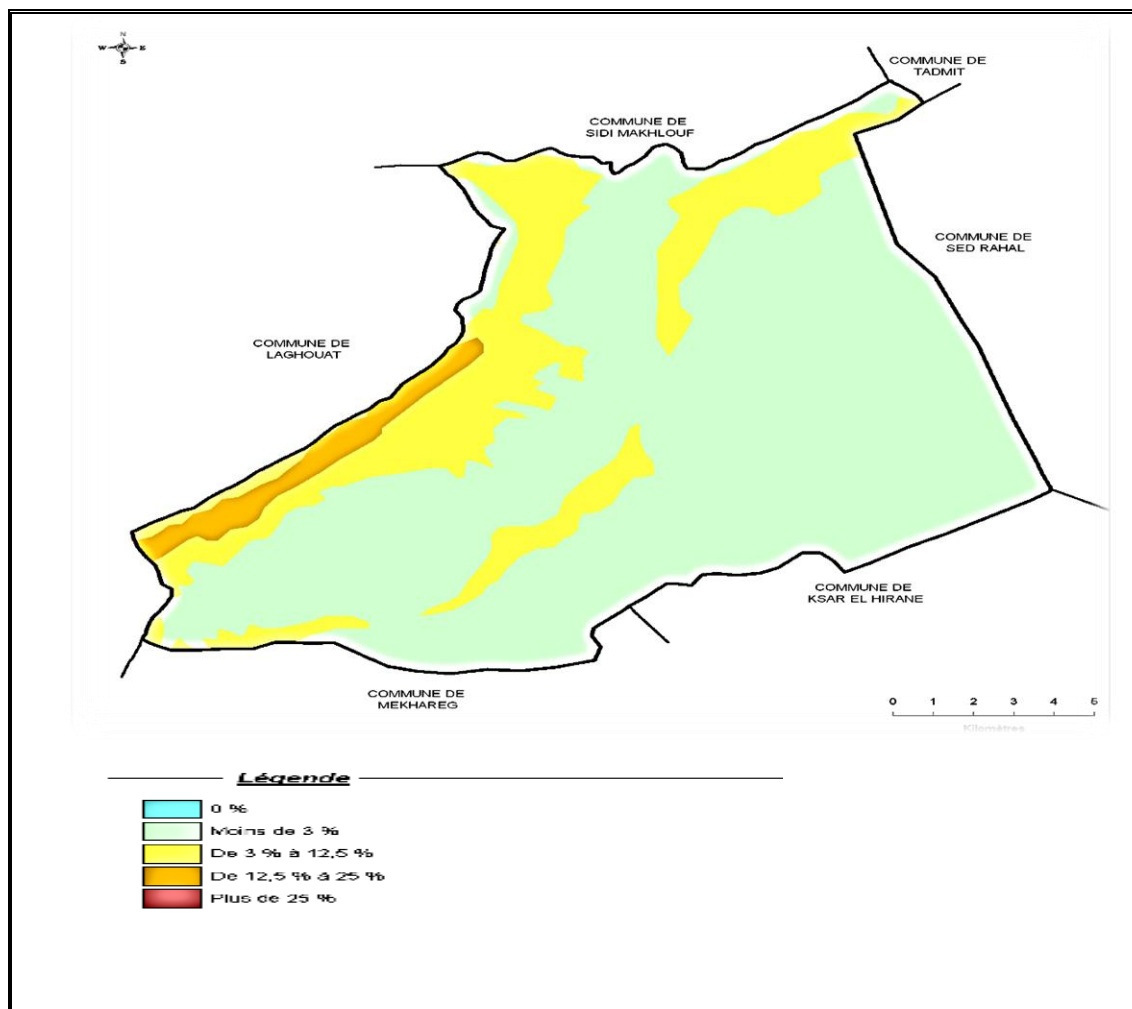 N
W E
S
COMMUNE DE
TADMIT
COMMUNE DE
SIDI MAKHLOUF
COMMUNE DE
SED RAHAL
COMMUNE DE
LAGHOUAT
COMMUNE DE
KSAR EL HIRANE
COMMUNE DE
MEKHAREG
0 1 2 3 4 5
Kilomètres
Légende
0 %
Moins de 3 %
De 3 % à 12,5 %
De 12,5 % à 25 %
Plus de 25 %